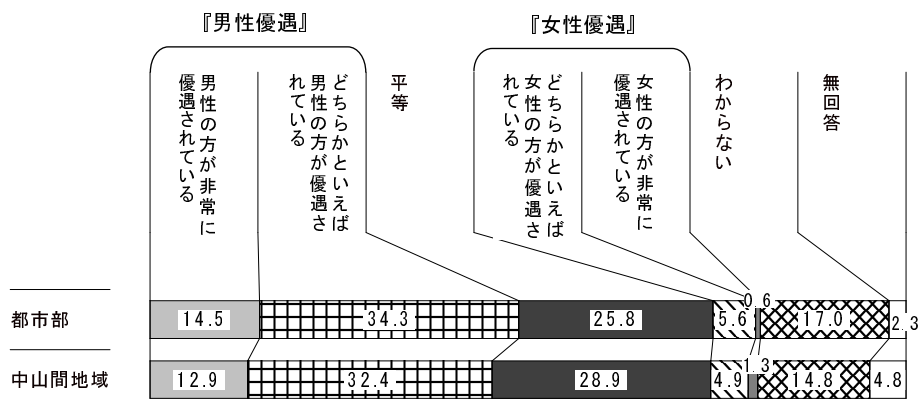 『男性優遇』
『女性優遇』
男性の方が非常に
優遇されている
どちらかといえば
男性の方が優遇さ
れている
平等
どちらかといえば
女性の方が優遇さ
れている
女性の方が非常に
優遇されている
わからない
無回答
都市部
14.5
34.3
25.8
5.6
0.6
17.0
2.3
中山間地域
12.9
32.4
28.9
4.9
1.3
14.8
4.8